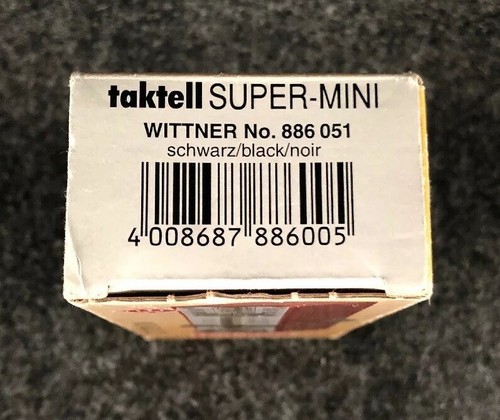 taktell SUPER-MINI
WITTNER No. 886 051
schwarz/black/noir
4 008687 886005